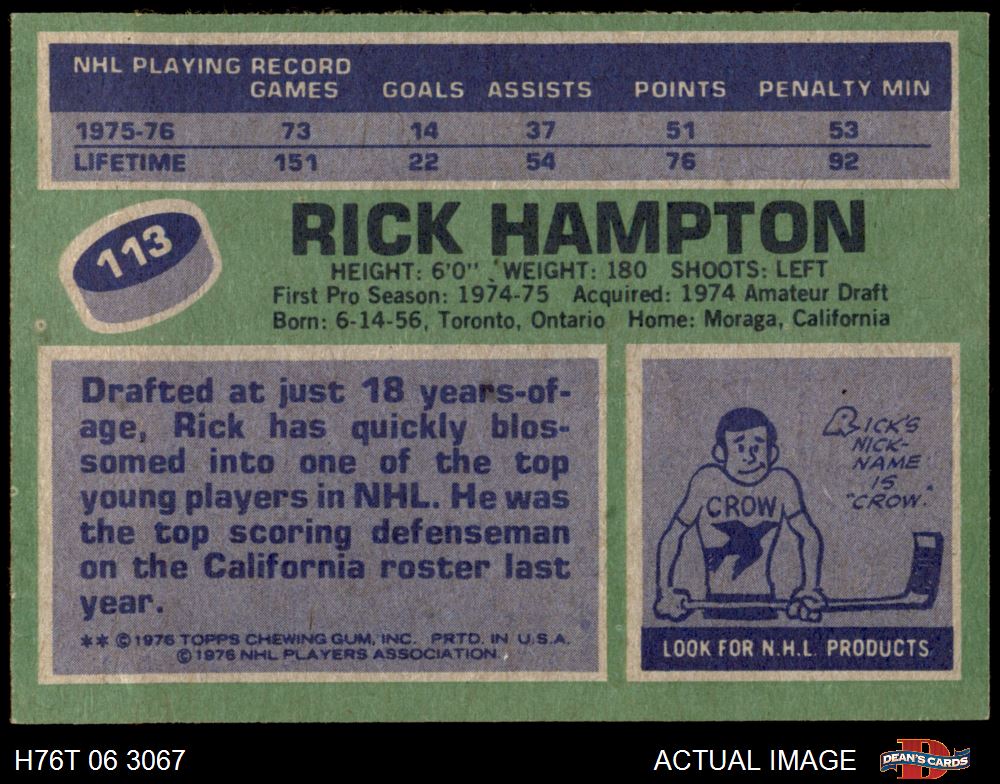 NHL PLAYING RECORD
GAMES GOALS ASSISTS POINTS PENALTY MIN
1975-76 73 14 37 51 53
LIFETIME 151 22 54 76 92
113
RICK HAMPTON
HEIGHT: 6'0" WEIGHT: 180 SHOOTS: LEFT
First Pro Season: 1974-75 Acquired: 1974 Amateur Draft
Born: 6-14-56, Toronto, Ontario Home: Moraga, California
Drafted at just 18 years-of-
age, Rick has quickly blos-
somed into one of the top
young players in NHL. He was
the top scoring defenseman
on the California roster last
year.
** © 1976 TOPPS CHEWING GUM, INC. PRTD. IN U.S.A.
© 1976 NHL PLAYERS ASSOCIATION.
RICK'S
NICK-
NAME
IS
"CROW."
CROW
LOOK FOR N.H.L. PRODUCTS
H76T 06 3067
ACTUAL IMAGE
D
DEAN'S CARDS